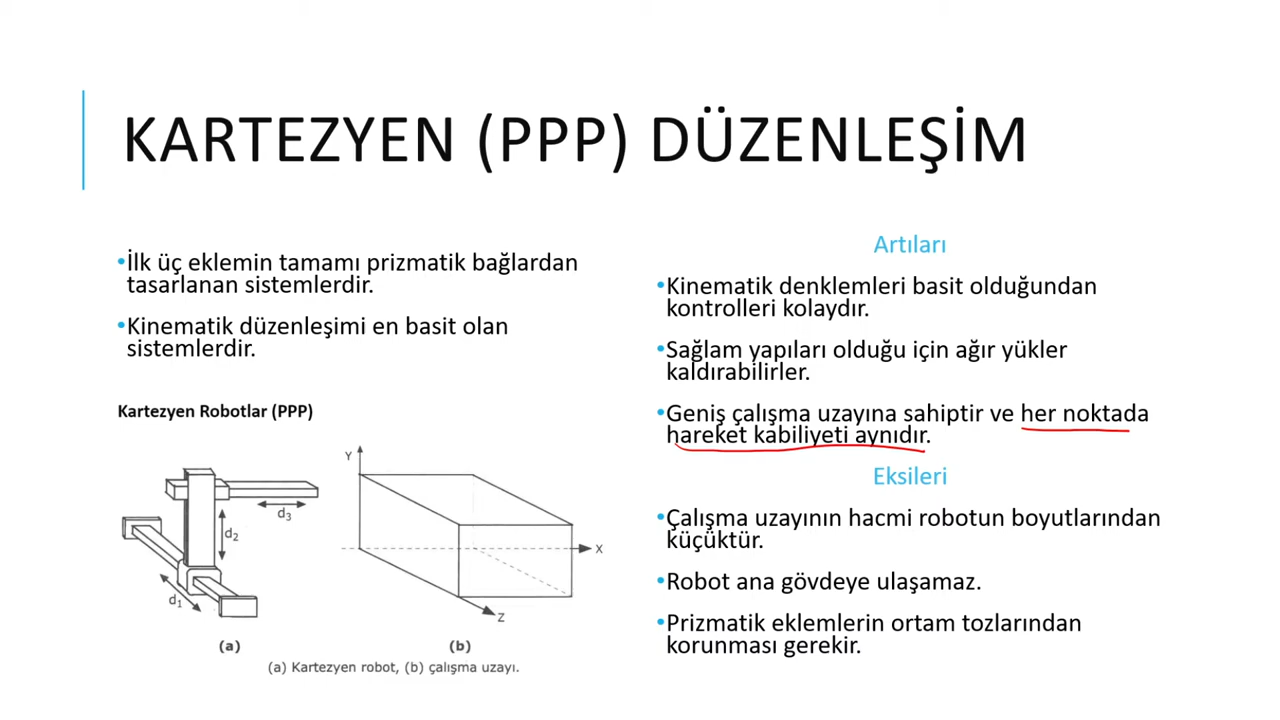 KARTEZYEN (PPP) DÜZENLEŞİM
•İlk üç eklemin tamamı prizmatik bağlardan
tasarlanan sistemlerdir.
•Kinematik düzenleşimi en basit olan
sistemlerdir.
Kartezyen Robotlar (PPP)
d1
d2
d3
(a)
Y
X
Z
(b)
(a) Kartezyen robot, (b) çalışma uzayı.
Artıları
•Kinematik denklemleri basit olduğundan
kontrolleri kolaydır.
•Sağlam yapıları olduğu için ağır yükler
kaldırabilirler.
•Geniş çalışma uzayına sahiptir ve her noktada
hareket kabiliyeti aynıdır.
Eksileri
•Çalışma uzayının hacmi robotun boyutlarından
küçüktür.
•Robot ana gövdeye ulaşamaz.
•Prizmatik eklemlerin ortam tozlarından
korunması gerekir.